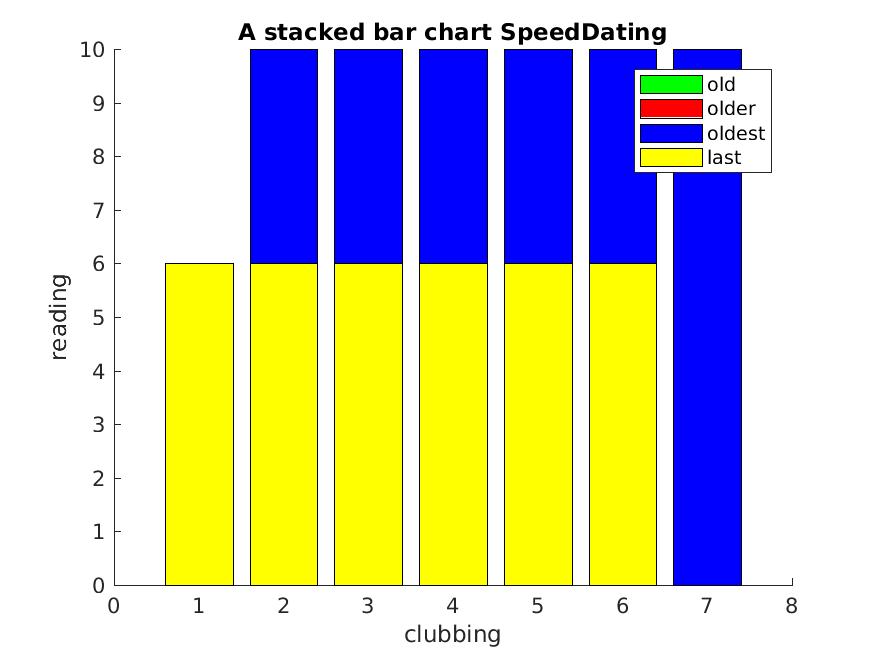 A stacked bar chart SpeedDating
10
9
8
7
6
5
4
3
2
1
0
reading
old
older
oldest
last
0 1 2 3 4 5 6 7 8
clubbing